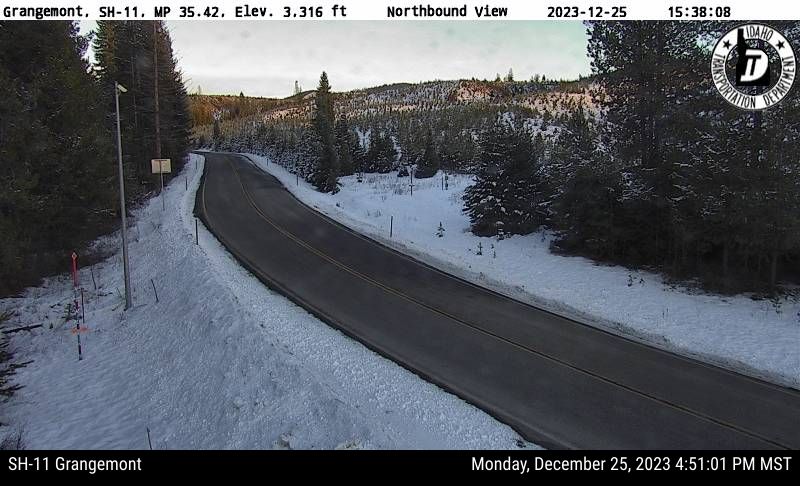 Grangemont, SH-11, MP 35.42, Elev. 3,316 ft Northbound View 2023-12-25 15:38:08
IDAHO
TRANSPORTATION DEPARTMENT
SH-11 Grangemont Monday, December 25, 2023 4:51:01 PM MST